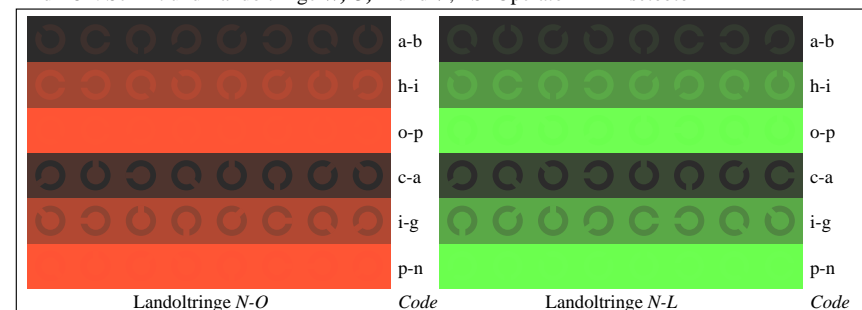 a-b a-b
h-i h-i
o-p o-p
c-a c-a
i-g i-g
p-n p-n
Landoltringe N-O Code Landoltringe N-L Code